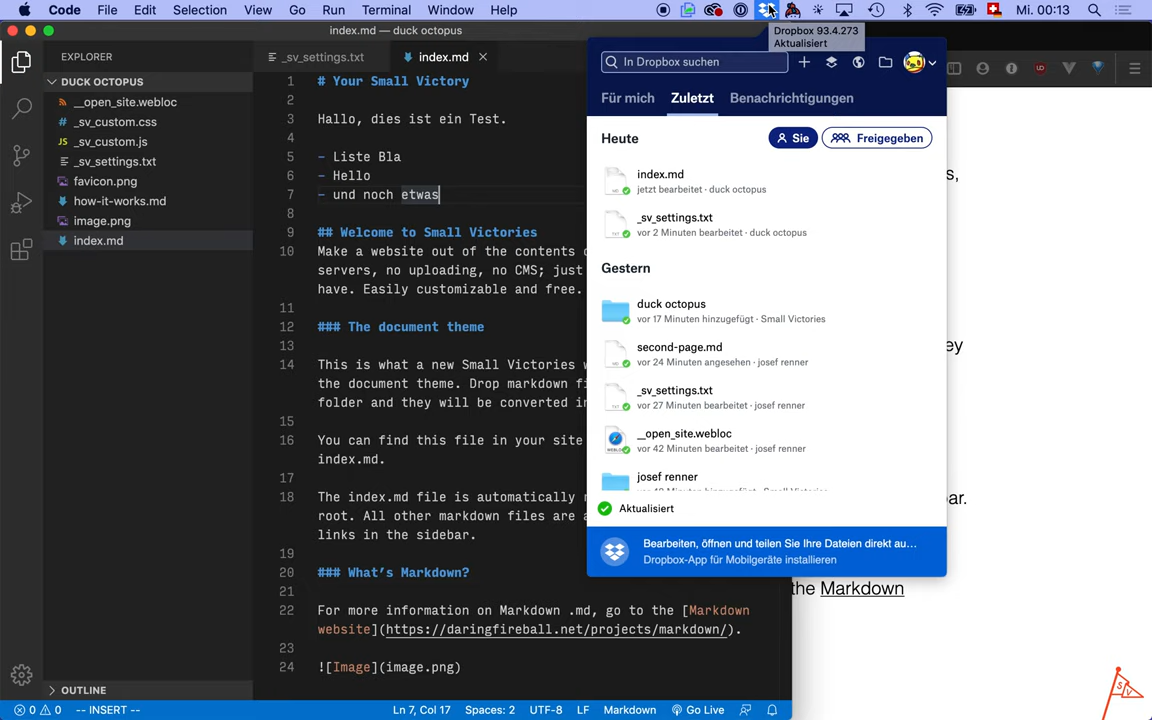 Code File Edit Selection View Go Run Terminal Window Help Mi. 00:13
index.md — duck octopus
Dropbox 93.4.273
Aktualisiert
EXPLORER
DUCK OCTOPUS
__open_site.webloc
_sv_custom.css
_sv_custom.js
_sv_settings.txt
favicon.png
how-it-works.md
image.png
index.md
OUTLINE
_sv_settings.txt index.md
1 # Your Small Victory
2
3 Hallo, dies ist ein Test.
4
5 - Liste Bla
6 - Hello
7 - und noch etwas
8
9 ## Welcome to Small Victories
10 Make a website out of the contents
servers, no uploading, no CMS; just
have. Easily customizable and free.
11
12 ### The document theme
13
14 This is what a new Small Victories
the document theme. Drop markdown
folder and they will be converted
15
16 You can find this file in your site
index.md.
17
18 The index.md file is automatically
root. All other markdown files are
links in the sidebar.
19
20 ### What’s Markdown?
21
22 For more information on Markdown .md, go to the [Markdown
website](https://daringfireball.net/projects/markdown/).
23
24 ![Image](image.png)
In Dropbox suchen
Für mich Zuletzt Benachrichtigungen
Heute Sie Freigegeben
index.md
jetzt bearbeitet · duck octopus
_sv_settings.txt
vor 2 Minuten bearbeitet · duck octopus
Gestern
duck octopus
vor 17 Minuten hinzugefügt · Small Victories
second-page.md
vor 24 Minuten angesehen · josef renner
_sv_settings.txt
vor 27 Minuten bearbeitet · josef renner
__open_site.webloc
vor 42 Minuten bearbeitet · josef renner
josef renner
Aktualisiert
Bearbeiten, öffnen und teilen Sie Ihre Dateien direkt au...
Dropbox-App für Mobilgeräte installieren
the Markdown
SV
0 0 -- INSERT -- Ln 7, Col 17 Spaces: 2 UTF-8 LF Markdown Go Live